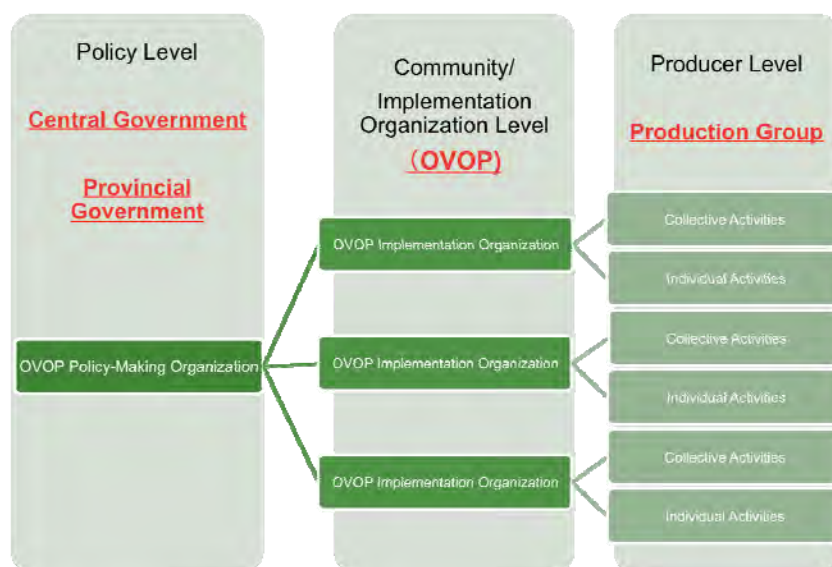 Policy Level
Central Government
Provincial
Government
OVOP Policy-Making Organization
Community/
Implementation
Organization Level
（OVOP)
OVOP Implementation Organization
OVOP Implementation Organization
OVOP Implementation Organization
Producer Level
Production Group
Collective Activities
Individual Activities
Collective Activities
Individual Activities
Collective Activities
Individual Activities